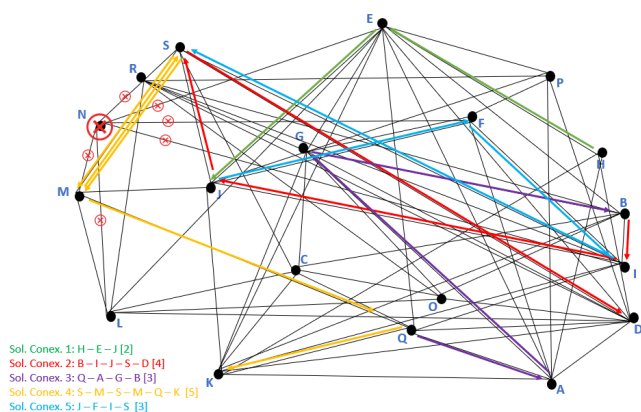 E
S
R
P
N
F
G
H
M
J
B
C
I
O
L
D
Q
K
A
Sol. Conex. 1: H – E – J [2]
Sol. Conex. 2: B – I – J – S – D [4]
Sol. Conex. 3: Q – A – G – B [3]
Sol. Conex. 4: S – M – S – M – Q – K [5]
Sol. Conex. 5: J – F – I – S [3]